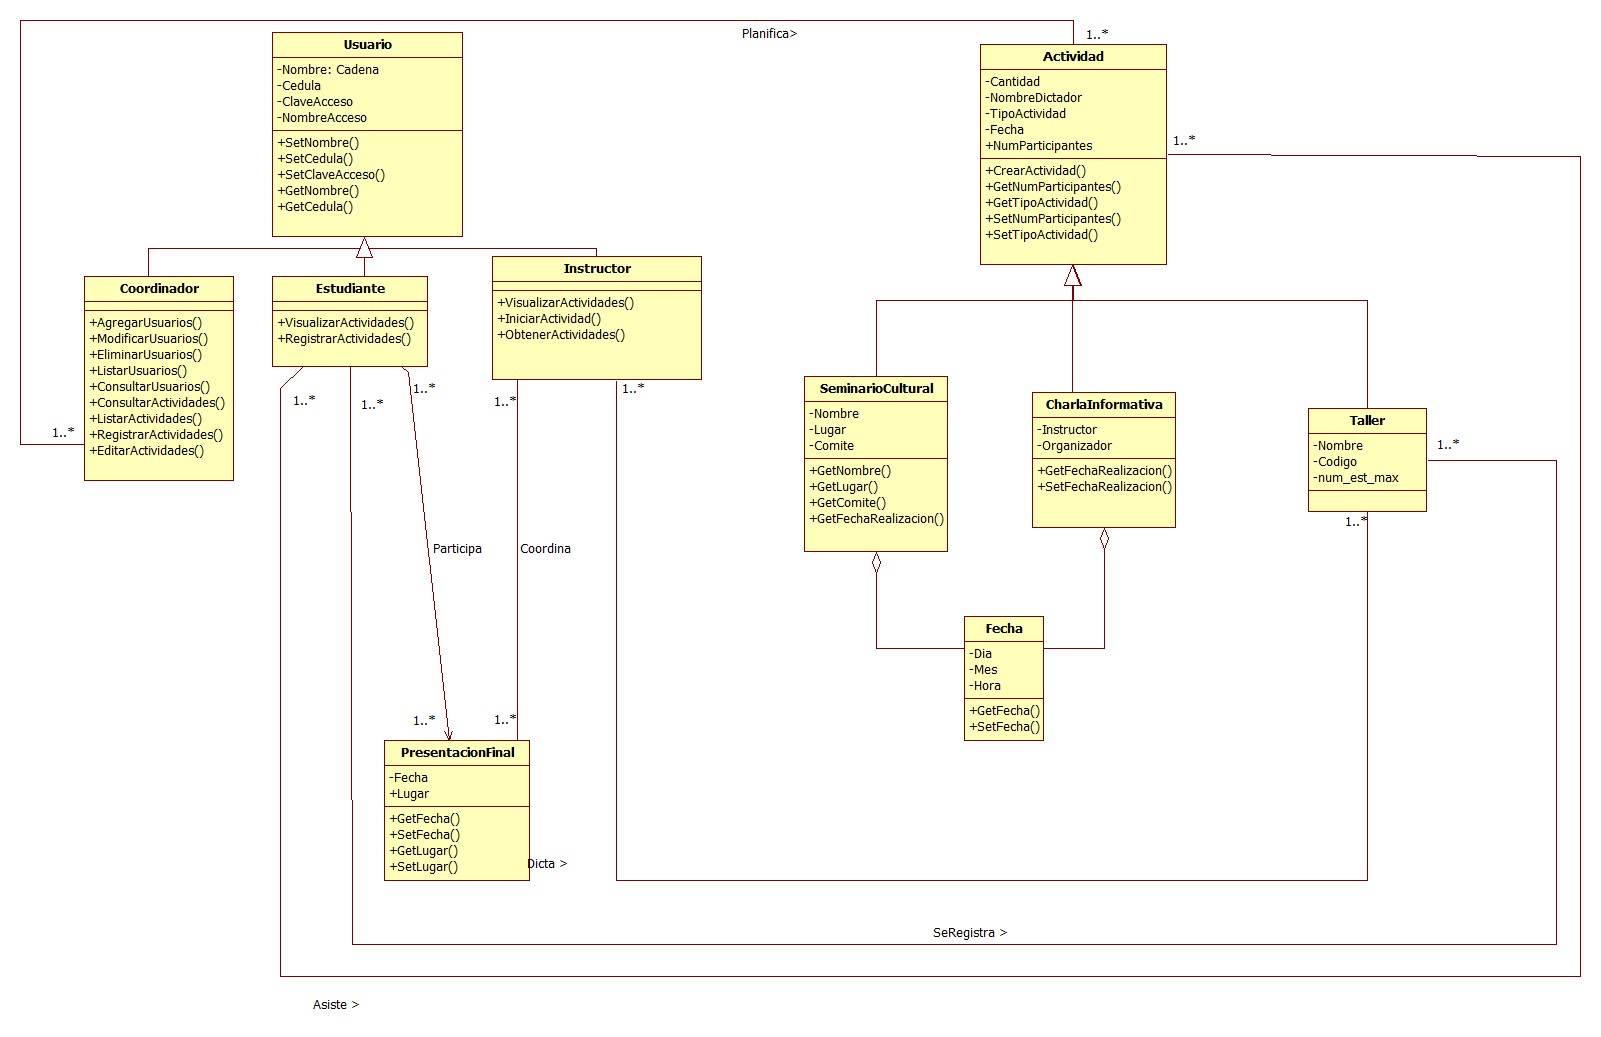 Planifica>
1..*
Usuario
-Nombre: Cadena
-Cedula
-ClaveAcceso
-NombreAcceso
+SetNombre()
+SetCedula()
+SetClaveAcceso()
+GetNombre()
+GetCedula()
Actividad
-Cantidad
-NombreDictador
-TipoActividad
-Fecha
+NumParticipantes
+CrearActividad()
+GetNumParticipantes()
+GetTipoActividad()
+SetNumParticipantes()
+SetTipoActividad()
1..*
Coordinador
+AgregarUsuarios()
+ModificarUsuarios()
+EliminarUsuarios()
+ListarUsuarios()
+ConsultarUsuarios()
+ConsultarActividades()
+ListarActividades()
+RegistrarActividades()
+EditarActividades()
1..*
Estudiante
+VisualizarActividades()
+RegistrarActividades()
1..*
1..*
1..*
Instructor
+VisualizarActividades()
+IniciarActividad()
+ObtenerActividades()
1..*
1..*
SeminarioCultural
-Nombre
-Lugar
-Comite
+GetNombre()
+GetLugar()
+GetComite()
+GetFechaRealizacion()
CharlaInformativa
-Instructor
-Organizador
+GetFechaRealizacion()
+SetFechaRealizacion()
Taller
-Nombre
-Codigo
-num_est_max
1..*
1..*
Participa
Coordina
Fecha
-Dia
-Mes
-Hora
+GetFecha()
+SetFecha()
1..*
1..*
PresentacionFinal
-Fecha
+Lugar
+GetFecha()
+SetFecha()
+GetLugar()
+SetLugar()
Dicta >
SeRegistra >
Asiste >